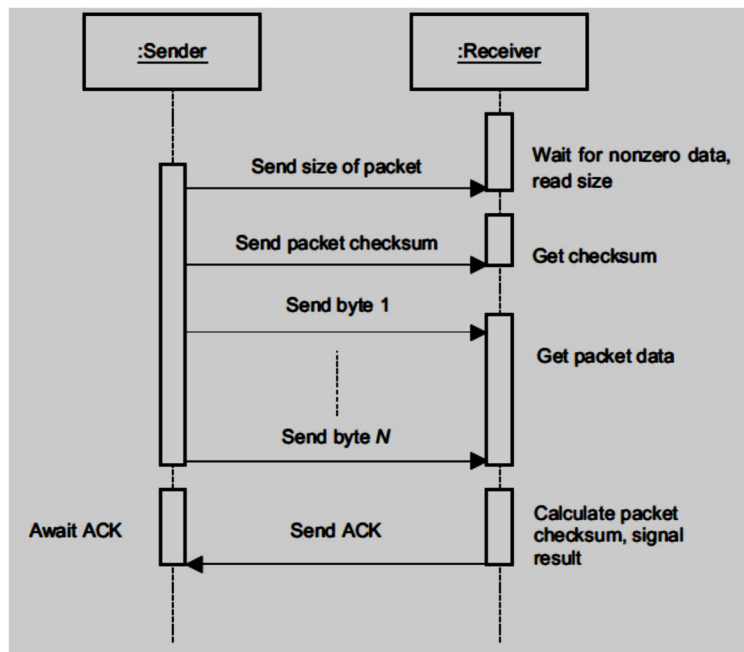 :Sender
:Receiver
Send size of packet
Wait for nonzero data,
read size
Send packet checksum
Get checksum
Send byte 1
Get packet data
Send byte N
Await ACK
Send ACK
Calculate packet
checksum, signal
result